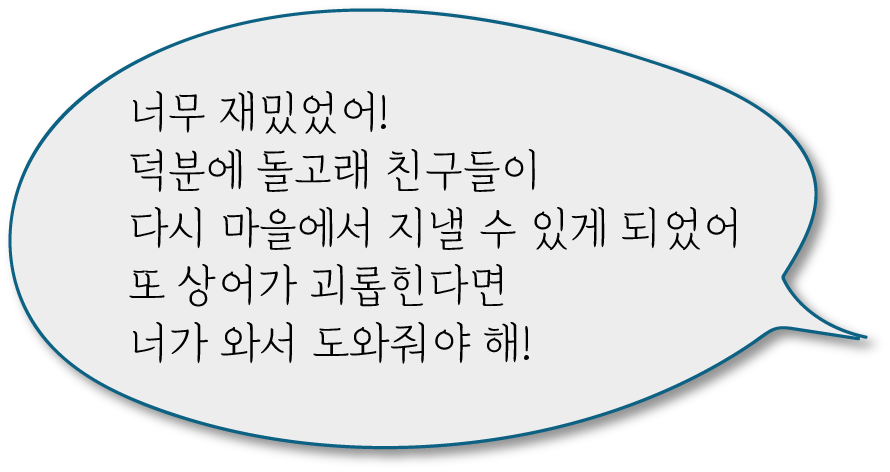 너무 재밌었어!
덕분에 돌고래 친구들이
다시 마을에서 지낼 수 있게 되었어
또 상어가 괴롭힌다면
너가 와서 도와줘야 해!